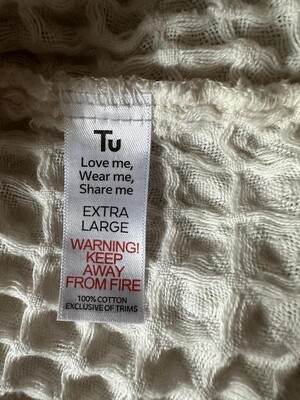 Tu
Love me,
Wear me,
Share me
EXTRA
LARGE
WARNING!
KEEP
AWAY
FROM FIRE
100% COTTON
EXCLUSIVE OF TRIMS